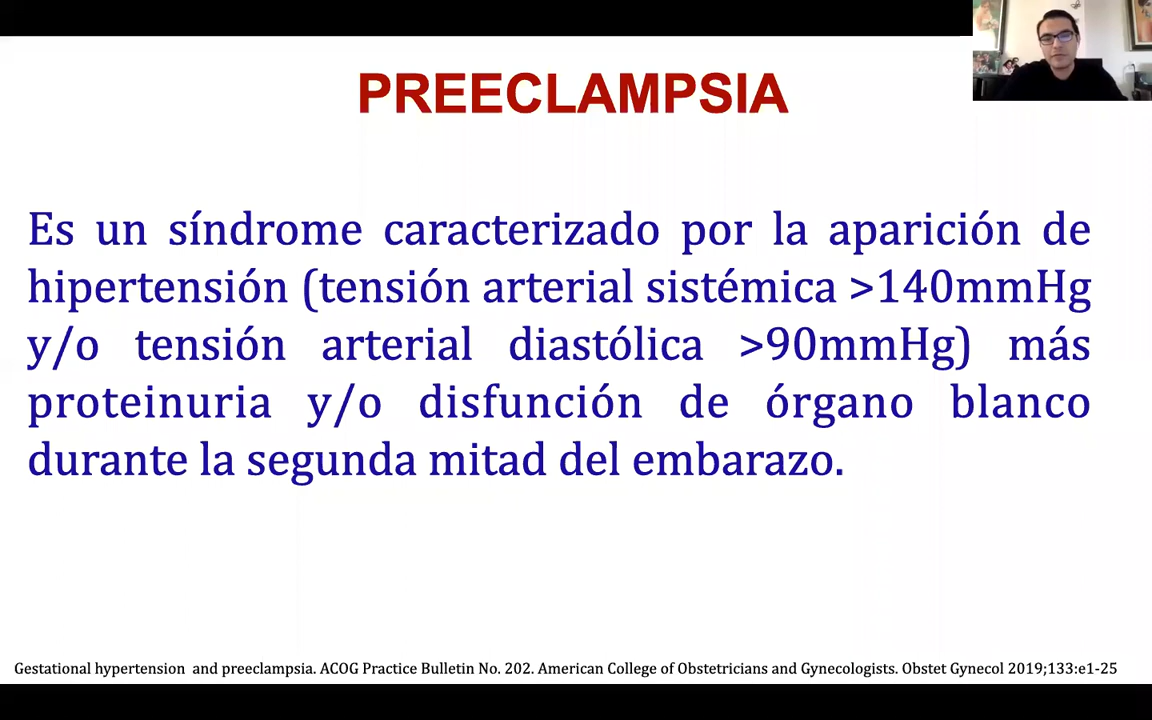 PREECLAMPSIA
Es un síndrome caracterizado por la aparición de
hipertensión (tensión arterial sistémica >140mmHg
y/o tensión arterial diastólica >90mmHg) más
proteinuria y/o disfunción de órgano blanco
durante la segunda mitad del embarazo.
Gestational hypertension and preeclampsia. ACOG Practice Bulletin No. 202. American College of Obstetricians and Gynecologists. Obstet Gynecol 2019;133:e1-25